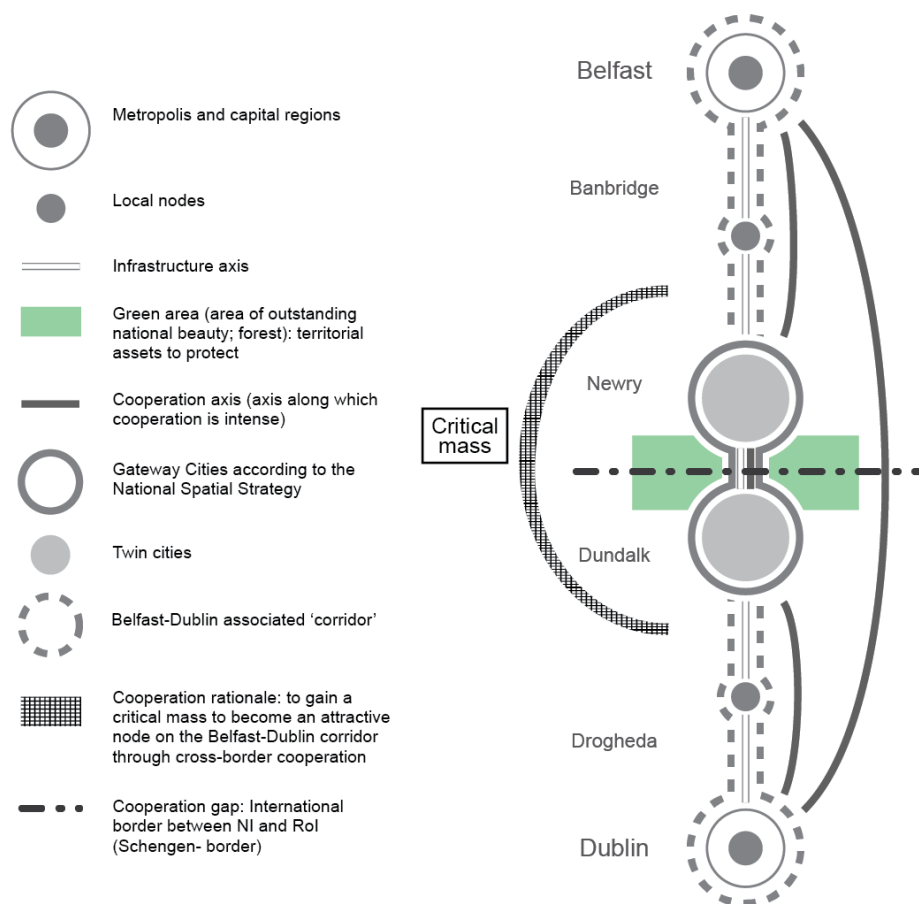 Metropolis and capital regions
Local nodes
Infrastructure axis
Green area (area of outstanding
national beauty; forest): territorial
assets to protect
Cooperation axis (axis along which
cooperation is intense)
Gateway Cities according to the
National Spatial Strategy
Twin cities
Belfast-Dublin associated ‘corridor’
Cooperation rationale: to gain a
critical mass to become an attractive
node on the Belfast-Dublin corridor
through cross-border cooperation
Cooperation gap: International
border between NI and RoI
(Schengen- border)
Belfast
Banbridge
Newry
Critical
mass
Dundalk
Drogheda
Dublin